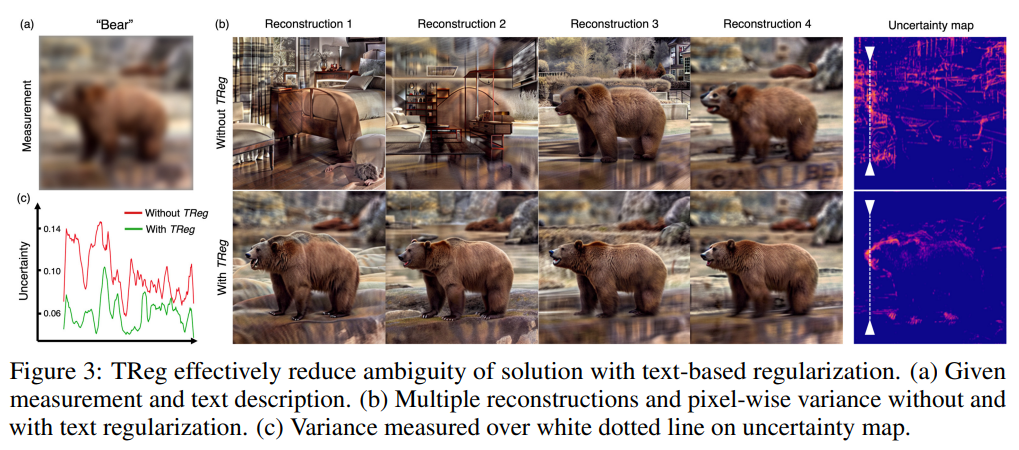 (a)
"Bear"
Measurement
(b)
Reconstruction 1
Reconstruction 2
Reconstruction 3
Reconstruction 4
Uncertainty map
Without TReg
With TReg
(c)
Uncertainty
0.14
0.10
0.06
Without TReg
With TReg
Figure 3: TReg effectively reduce ambiguity of solution with text-based regularization. (a) Given
measurement and text description. (b) Multiple reconstructions and pixel-wise variance without and
with text regularization. (c) Variance measured over white dotted line on uncertainty map.